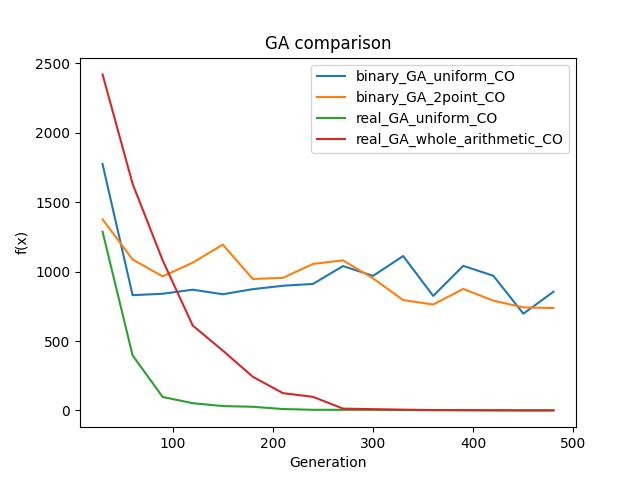 GA comparison
binary_GA_uniform_CO
binary_GA_2point_CO
real_GA_uniform_CO
real_GA_whole_arithmetic_CO
f(x)
2500
2000
1500
1000
500
0
100 200 300 400 500
Generation